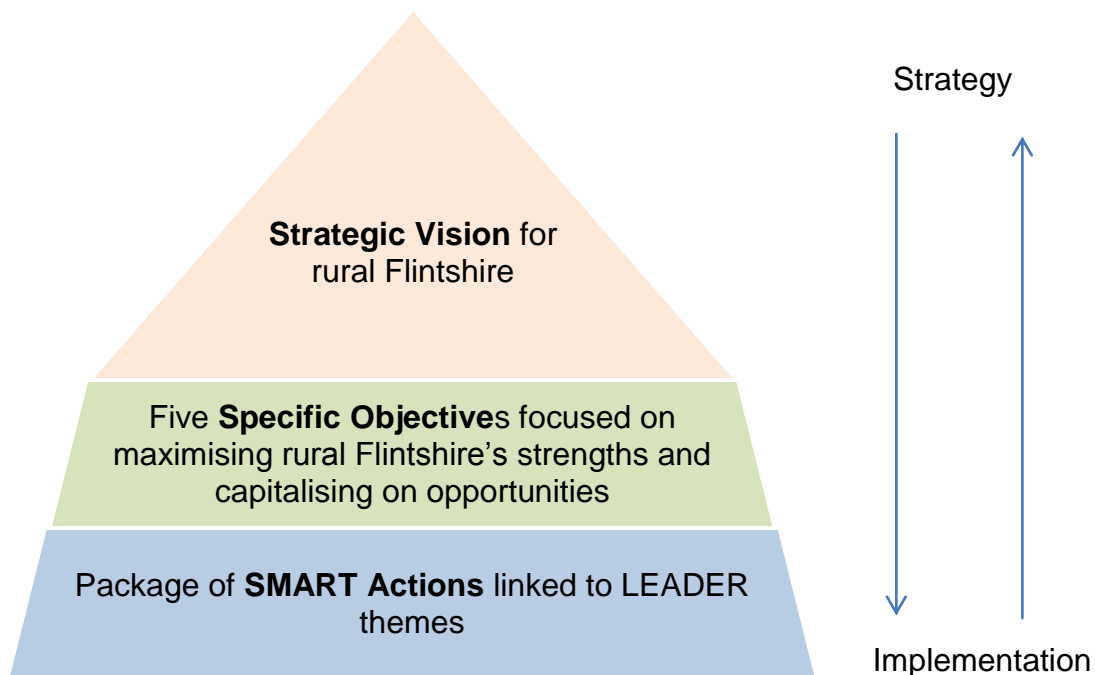 Strategy
Strategic Vision for
rural Flintshire
Five Specific Objectives focused on
maximising rural Flintshire’s strengths and
capitalising on opportunities
Package of SMART Actions linked to LEADER
themes
Implementation